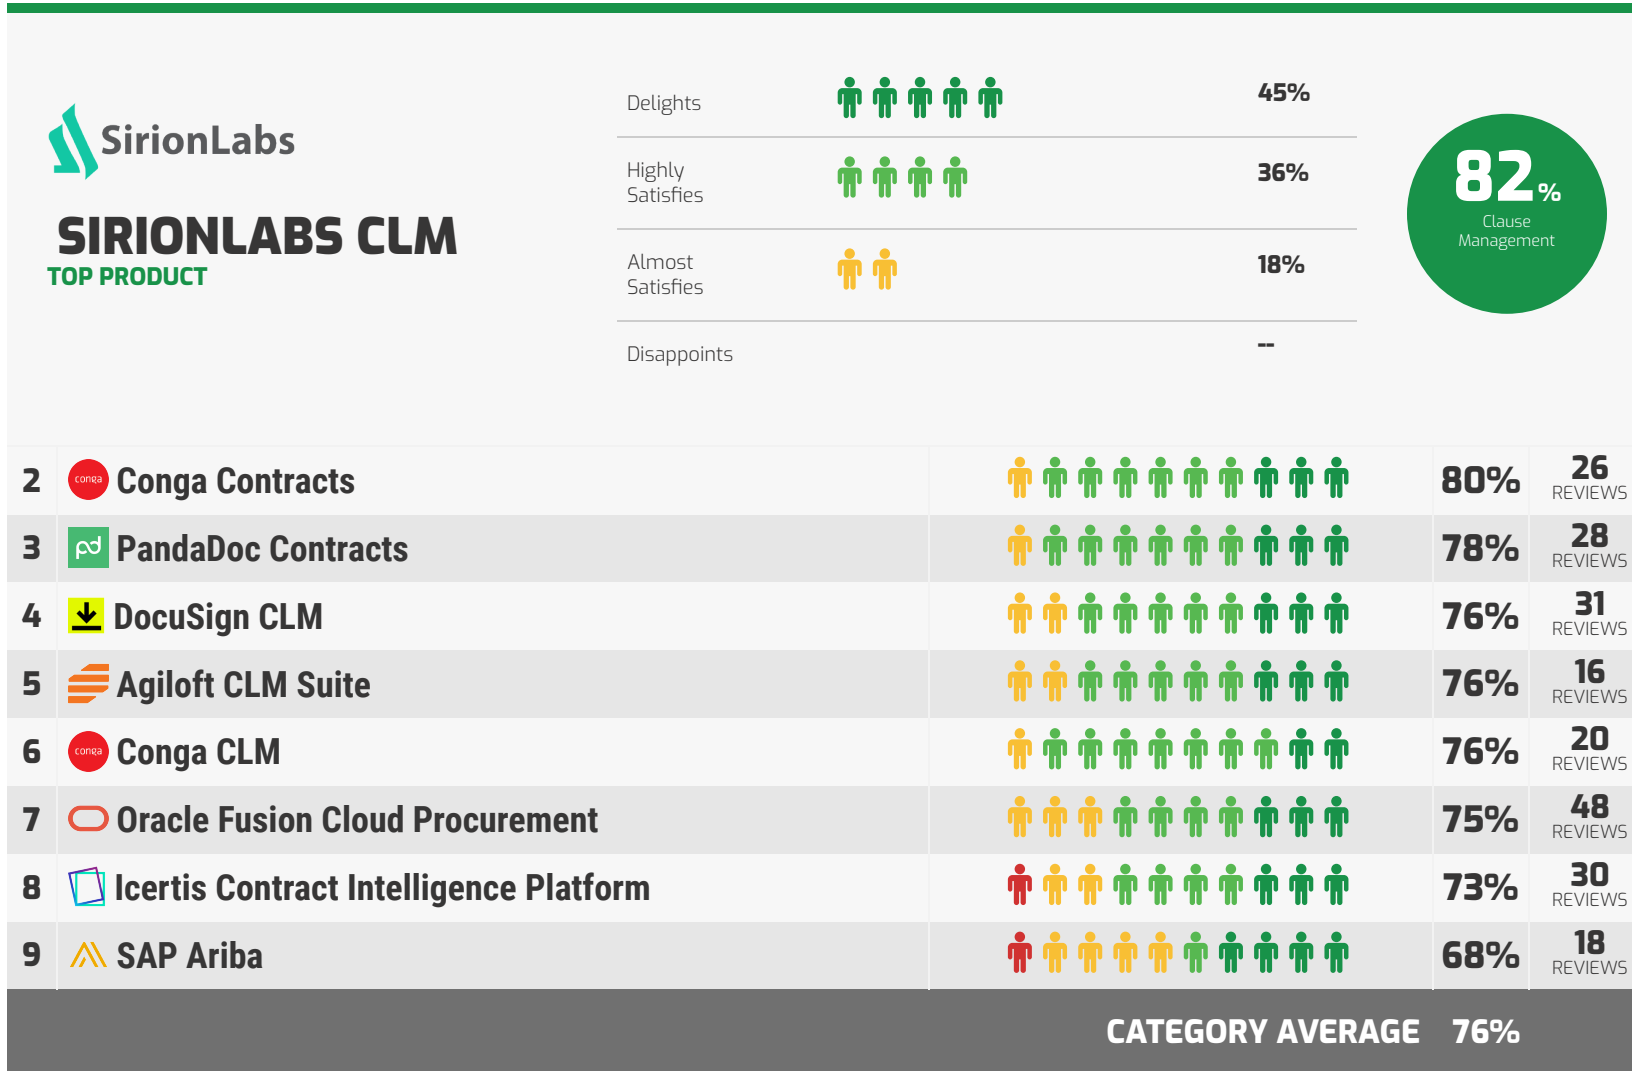 SirionLabs
SIRIONLABS CLM
TOP PRODUCT
Delights 45%
Highly
Satisfies 36%
Almost
Satisfies 18%
Disappoints --
82%
Clause
Management
2 conga Conga Contracts 80% 26 REVIEWS
3 pd PandaDoc Contracts 78% 28 REVIEWS
4 DocuSign CLM 76% 31 REVIEWS
5 Agiloft CLM Suite 76% 16 REVIEWS
6 conga Conga CLM 76% 20 REVIEWS
7 Oracle Fusion Cloud Procurement 75% 48 REVIEWS
8 Icertis Contract Intelligence Platform 73% 30 REVIEWS
9 SAP Ariba 68% 18 REVIEWS
CATEGORY AVERAGE 76%